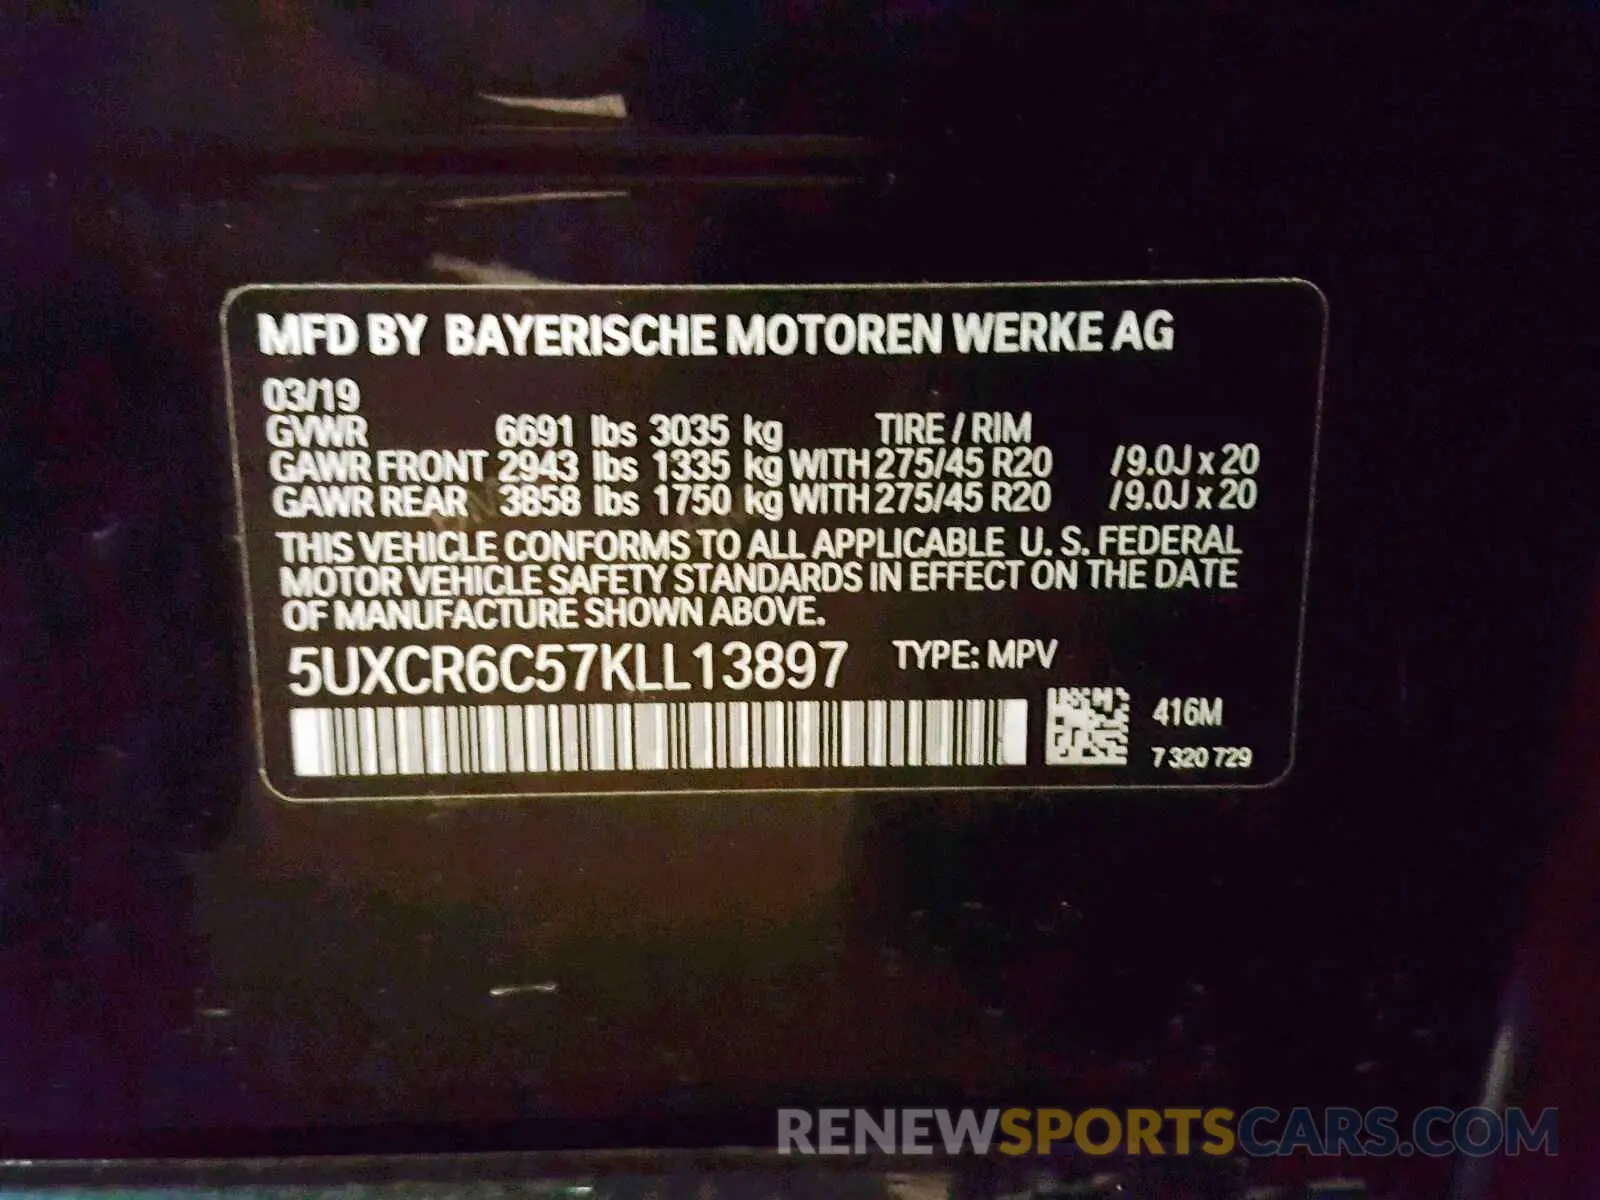 MFD BY BAYERISCHE MOTOREN WERKE AG
03/19
GVWR 6691 lbs 3035 kg TIRE / RIM
GAWR FRONT 2943 lbs 1335 kg WITH 275/45 R20 /9.0J x 20
GAWR REAR 3858 lbs 1750 kg WITH 275/45 R20 /9.0J x 20
THIS VEHICLE CONFORMS TO ALL APPLICABLE U. S. FEDERAL
MOTOR VEHICLE SAFETY STANDARDS IN EFFECT ON THE DATE
OF MANUFACTURE SHOWN ABOVE.
5UXCR6C57KLL13897 TYPE: MPV
416M
7 320 729
RENEWSPORTSCARS.COM